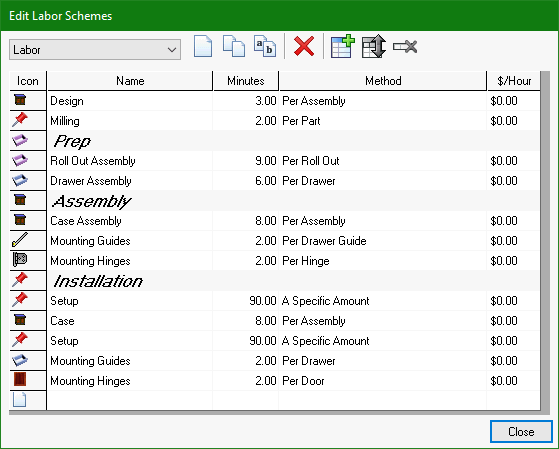 Edit Labor Schemes
Labor
a b
Icon Name Minutes Method $/Hour
Design 3.00 Per Assembly $0.00
Milling 2.00 Per Part $0.00
Prep
Roll Out Assembly 9.00 Per Roll Out $0.00
Drawer Assembly 6.00 Per Drawer $0.00
Assembly
Case Assembly 8.00 Per Assembly $0.00
Mounting Guides 2.00 Per Drawer Guide $0.00
Mounting Hinges 2.00 Per Hinge $0.00
Installation
Setup 90.00 A Specific Amount $0.00
Case 8.00 Per Assembly $0.00
Setup 90.00 A Specific Amount $0.00
Mounting Guides 2.00 Per Drawer $0.00
Mounting Hinges 2.00 Per Door $0.00
Close